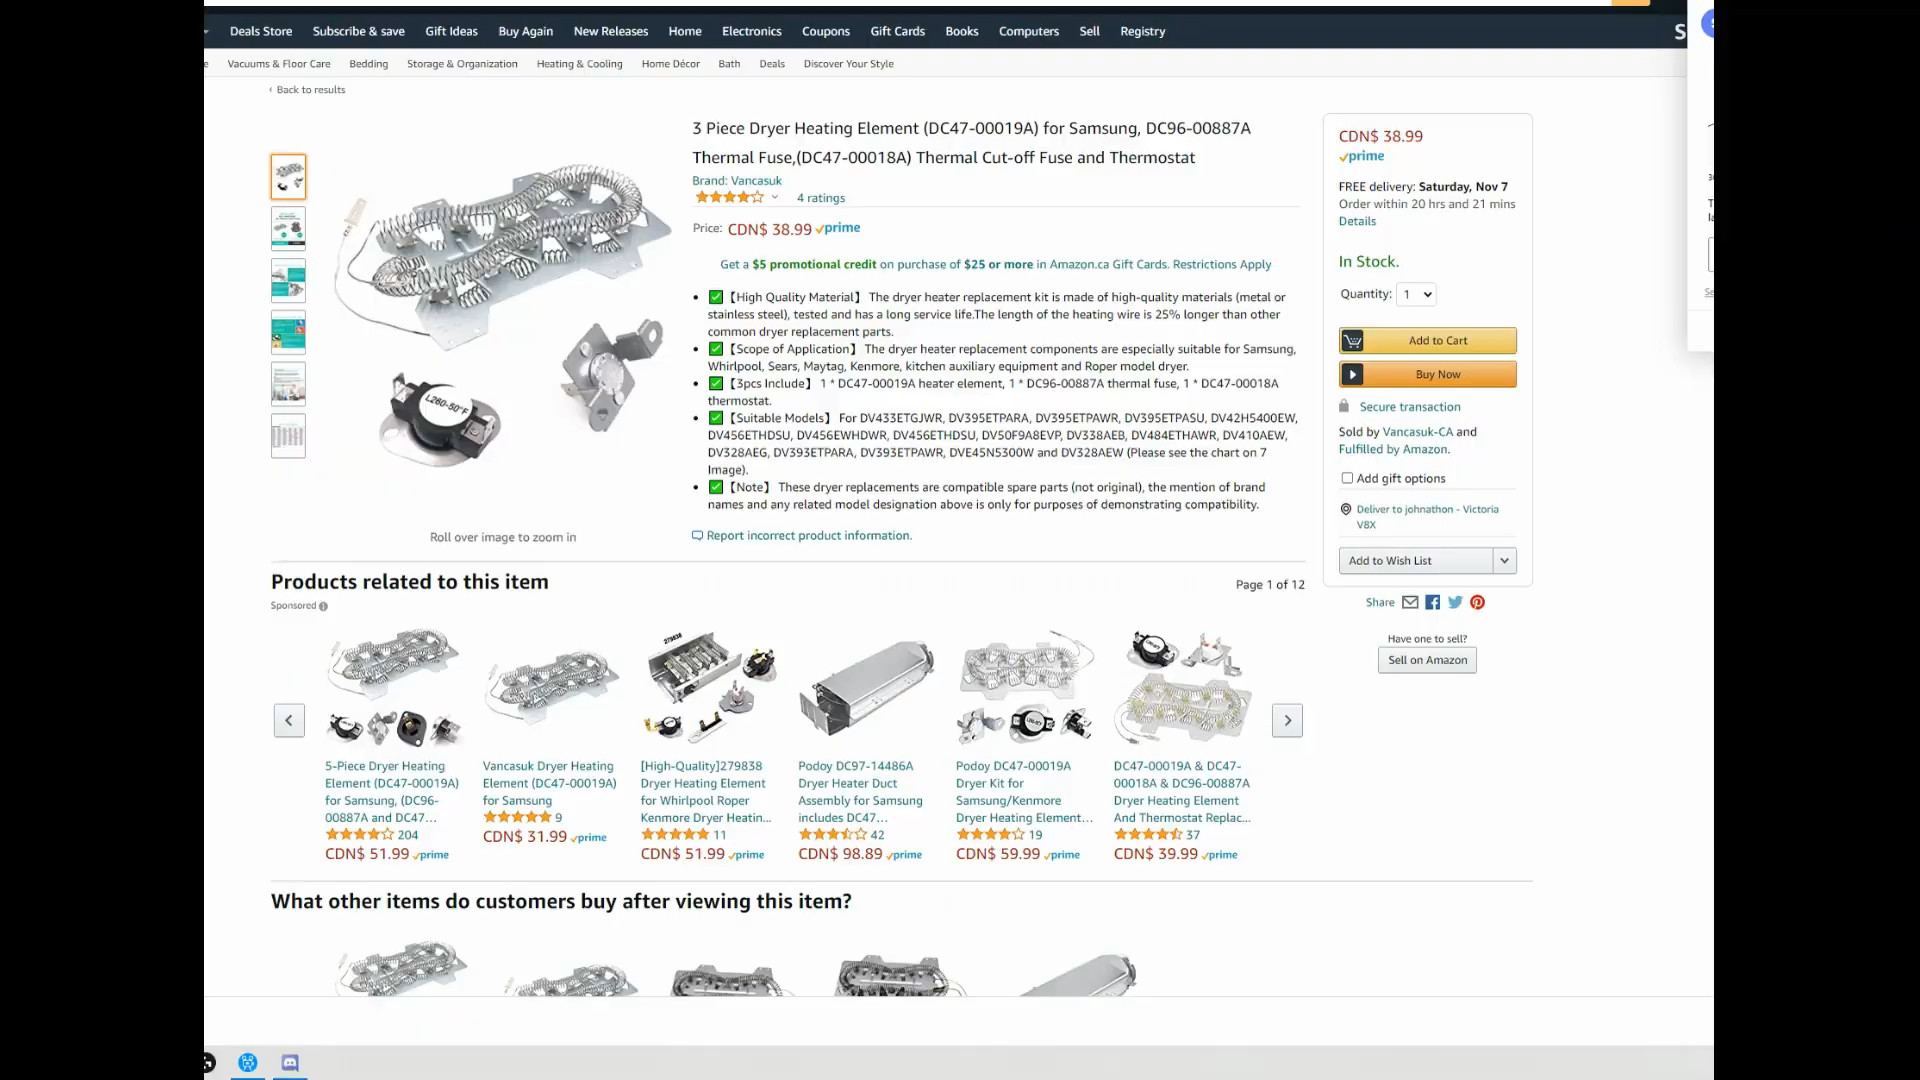 Deals Store Subscribe & save Gift Ideas Buy Again New Releases Home Electronics Coupons Gift Cards Books Computers Sell Registry
Vacuums & Floor Care Bedding Storage & Organization Heating & Cooling Home Décor Bath Deals Discover Your Style
‹ Back to results
3 Piece Dryer Heating Element (DC47-00019A) for Samsung, DC96-00887A
Thermal Fuse,(DC47-00018A) Thermal Cut-off Fuse and Thermostat
Brand: Vancasuk
4 ratings
Price: CDN$ 38.99 prime
Get a $5 promotional credit on purchase of $25 or more in Amazon.ca Gift Cards. Restrictions Apply
• ✅【High Quality Material】 The dryer heater replacement kit is made of high-quality materials (metal or
stainless steel), tested and has a long service life.The length of the heating wire is 25% longer than other
common dryer replacement parts.
• ✅【Scope of Application】 The dryer heater replacement components are especially suitable for Samsung,
Whirlpool, Sears, Maytag, Kenmore, kitchen auxiliary equipment and Roper model dryer.
• ✅【3pcs Include】 1 * DC47-00019A heater element, 1 * DC96-00887A thermal fuse, 1 * DC47-00018A
thermostat.
• ✅【Suitable Models】 For DV433ETGJWR, DV395ETPARA, DV395ETPAWR, DV395ETPASU, DV42H5400EW,
DV456ETHDSU, DV456EWHDWR, DV456ETHDSU, DV50F9A8EVP, DV338AEB, DV484ETHAWR, DV410AEW,
DV328AEG, DV393ETPARA, DV393ETPAWR, DVE45N5300W and DV328AEW (Please see the chart on 7
Image).
• ✅【Note】 These dryer replacements are compatible spare parts (not original), the mention of brand
names and any related model designation above is only for purposes of demonstrating compatibility.
Report incorrect product information.
L260-50°F
Roll over image to zoom in
CDN$ 38.99
prime
FREE delivery: Saturday, Nov 7
Order within 20 hrs and 21 mins
Details
In Stock.
Quantity: 1
Add to Cart
Buy Now
Secure transaction
Sold by Vancasuk-CA and
Fulfilled by Amazon.
Add gift options
Deliver to johnathon - Victoria
V8X
Add to Wish List
Share
Have one to sell?
Sell on Amazon
Products related to this item
Page 1 of 12
Sponsored
279838
5-Piece Dryer Heating
Element (DC47-00019A)
for Samsung, (DC96-
00887A and DC47...
204
CDN$ 51.99 prime
Vancasuk Dryer Heating
Element (DC47-00019A)
for Samsung
9
CDN$ 31.99 prime
[High-Quality]279838
Dryer Heating Element
for Whirlpool Roper
Kenmore Dryer Heatin...
11
CDN$ 51.99 prime
Podoy DC97-14486A
Dryer Heater Duct
Assembly for Samsung
includes DC47...
42
CDN$ 98.89 prime
Podoy DC47-00019A
Dryer Kit for
Samsung/Kenmore
Dryer Heating Element...
19
CDN$ 59.99 prime
DC47-00019A & DC47-
00018A & DC96-00887A
Dryer Heating Element
And Thermostat Replac...
37
CDN$ 39.99 prime
What other items do customers buy after viewing this item?